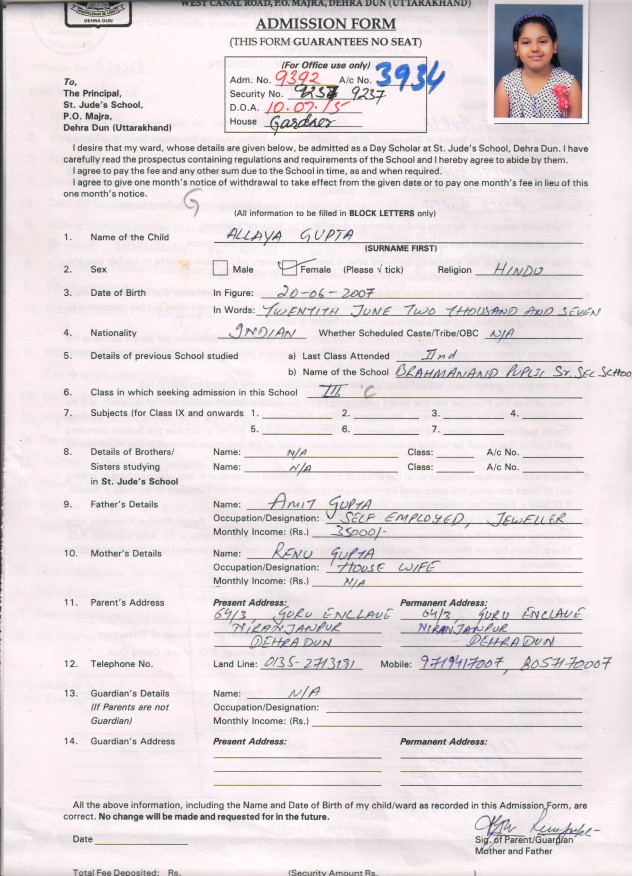 WEST CANAL ROAD, P.O. MAJRA, DEHRA DUN (UTTARAKHAND)
DEHRA DUN
ADMISSION FORM
(THIS FORM GUARANTEES NO SEAT)
(For Office use only)
Adm. No. 9392 A/c No. 3934
Security No. 9237
D.O.A. 10.07.15
House Gardner
To,
The Principal,
St. Jude's School,
P.O. Majra,
Dehra Dun (Uttarakhand)
I desire that my ward, whose details are given below, be admitted as a Day Scholar at St. Jude's School, Dehra Dun. I have
carefully read the prospectus containing regulations and requirements of the School and I hereby agree to abide by them.
I agree to pay the fee and any other sum due to the School in time, as and when required.
I agree to give one month's notice of withdrawal to take effect from the given date or to pay one month's fee in lieu of this
one month's notice.
G
(All information to be filled in BLOCK LETTERS only)
1. Name of the Child ALLAYA GUPTA
(SURNAME FIRST)
2. Sex Male Female (Please √ tick) Religion HINDU
3. Date of Birth In Figure: 20-06-2007
In Words: TWENTITH JUNE TWO THOUSAND AND SEVEN
4. Nationality INDIAN Whether Scheduled Caste/Tribe/OBC N/A
5. Details of previous School studied a) Last Class Attended IInd
b) Name of the School BRAHMANAND PUPLIS Sr. SEC SCHOO
6. Class in which seeking admission in this School III C
7. Subjects (for Class IX and onwards 1. 2. 3. 4.
5. 6. 7.
8. Details of Brothers/ Name: N/A Class: A/c No.
Sisters studying Name: N/A Class: A/c No.
in St. Jude's School
9. Father's Details Name: AMIT GUPTA
Occupation/Designation: SELF EMPLOYED, JEWELLER
Monthly Income: (Rs.) 35000/-
10. Mother's Details Name: RENU GUPTA
Occupation/Designation: HOUSE WIFE
Monthly Income: (Rs.) N/A
11. Parent's Address Present Address: Permanent Address:
64/3, GURU ENCLAVE 64/3, GURU ENCLAVE
NIRANJANPUR NIRANJANPUR
DEHRADUN DEHRADUN
12. Telephone No. Land Line: 0135-2713181 Mobile: 9719417007, 8057170007
13. Guardian's Details Name: N/A
(If Parents are not Occupation/Designation:
Guardian) Monthly Income: (Rs.)
14. Guardian's Address Present Address: Permanent Address:
All the above information, including the Name and Date of Birth of my child/ward as recorded in this Admission Form, are
correct. No change will be made and requested for in the future.
Date
Sig. of Parent/Guardian
Mother and Father
Total Fee Deposited: Rs. (Security Amount Rs. )